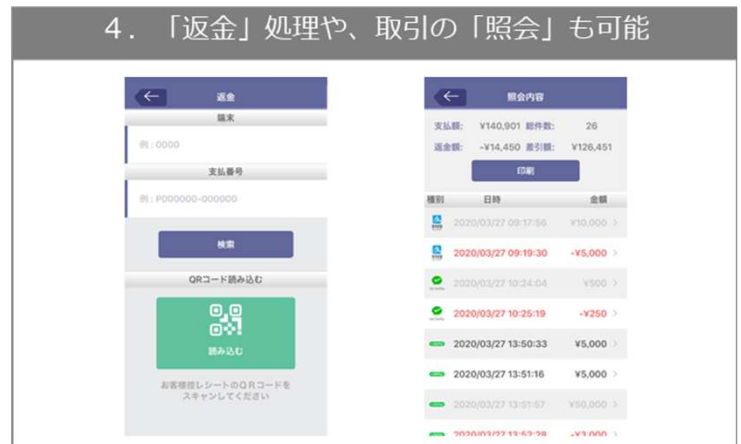 ４．「返金」処理や、取引の「照会」も可能
返金
端末
例：0000
支払番号
例：P000000-000000
検索
QRコード読み込む
読み込む
お客様控レシートのＱＲコードを
スキャンしてください
照会内容
支払額: ¥140,901 総件数: 26
返金額: -¥14,450 差引額: ¥126,451
印刷
種別 日時 金額
2020/03/27 09:17:56 ¥10,000 >
2020/03/27 09:19:30 -¥5,000 >
2020/03/27 10:24:04 ¥500 >
2020/03/27 10:25:19 -¥250 >
2020/03/27 13:50:33 ¥5,000 >
2020/03/27 13:51:16 ¥5,000 >
2020/03/27 13:51:57 ¥50,000 >
2020/03/27 13:52:28 -¥3,000 >